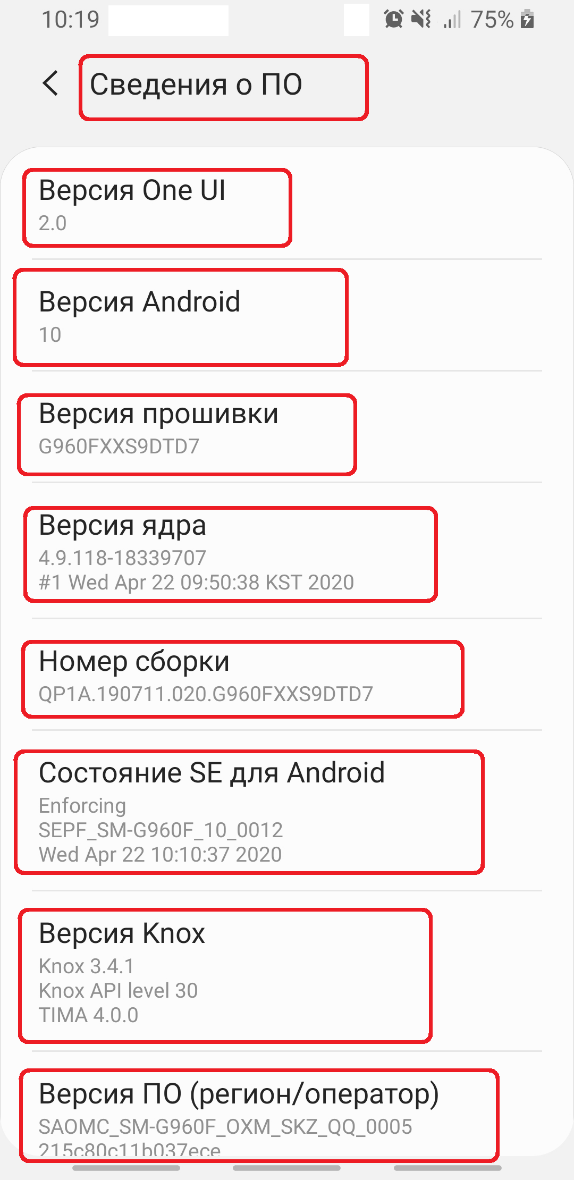 10:19 75%
Сведения о ПО
Версия One UI
2.0
Версия Android
10
Версия прошивки
G960FXXS9DTD7
Версия ядра
4.9.118-18339707
#1 Wed Apr 22 09:50:38 KST 2020
Номер сборки
QP1A.190711.020.G960FXXS9DTD7
Состояние SE для Android
Enforcing
SEPF_SM-G960F_10_0012
Wed Apr 22 10:10:37 2020
Версия Knox
Knox 3.4.1
Knox API level 30
TIMA 4.0.0
Версия ПО (регион/оператор)
SAOMC_SM-G960F_OXM_SKZ_QQ_0005
215c80c11b037ece